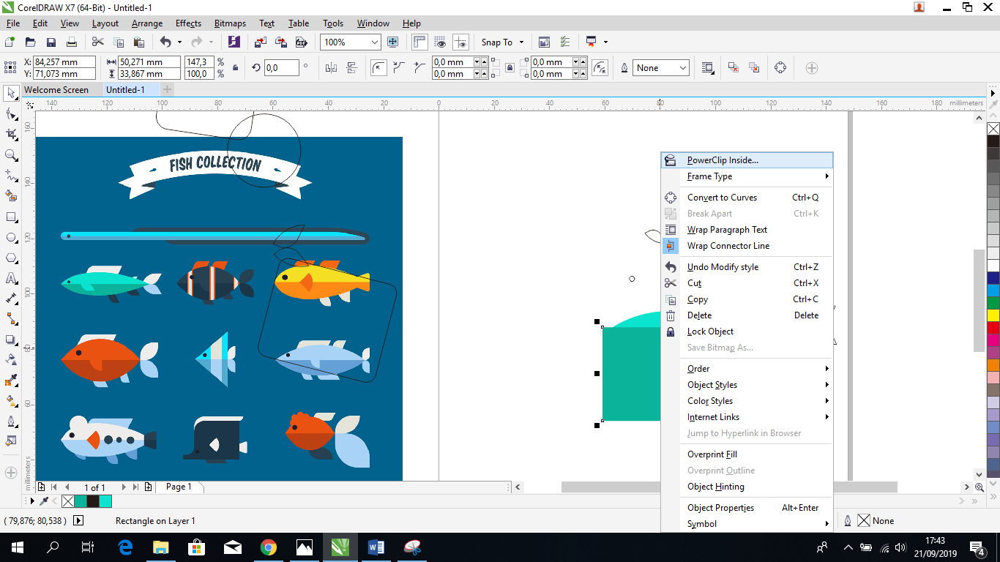 CorelDRAW X7 (64-Bit) - Untitled-1
File Edit View Layout Arrange Effects Bitmaps Text Table Tools Window Help
100% Snap To
X: 84,257 mm 50,271 mm 147,3 % 0,0 ° 0,0 mm 0,0 mm None
Y: 71,073 mm 33,867 mm 100,0 % 0,0 mm 0,0 mm
Welcome Screen Untitled-1
140 120 100 80 60 40 20 0 20 40 60 80 100 120 140 160 180 millimeters
160
140
120
100
80
60
millimeters
FISH COLLECTION
PowerClip Inside...
Frame Type
Convert to Curves Ctrl+Q
Break Apart Ctrl+K
Wrap Paragraph Text
Wrap Connector Line
Undo Modify style Ctrl+Z
Cut Ctrl+X
Copy Ctrl+C
Delete Delete
Lock Object
Save Bitmap As...
Order
Object Styles
Color Styles
Internet Links
Jump to Hyperlink in Browser
Overprint Fill
Overprint Outline
Object Hinting
Object Properties Alt+Enter
Symbol
1 of 1 Page 1
( 79,876; 80,538 ) Rectangle on Layer 1 None
17:43
21/09/2019
4